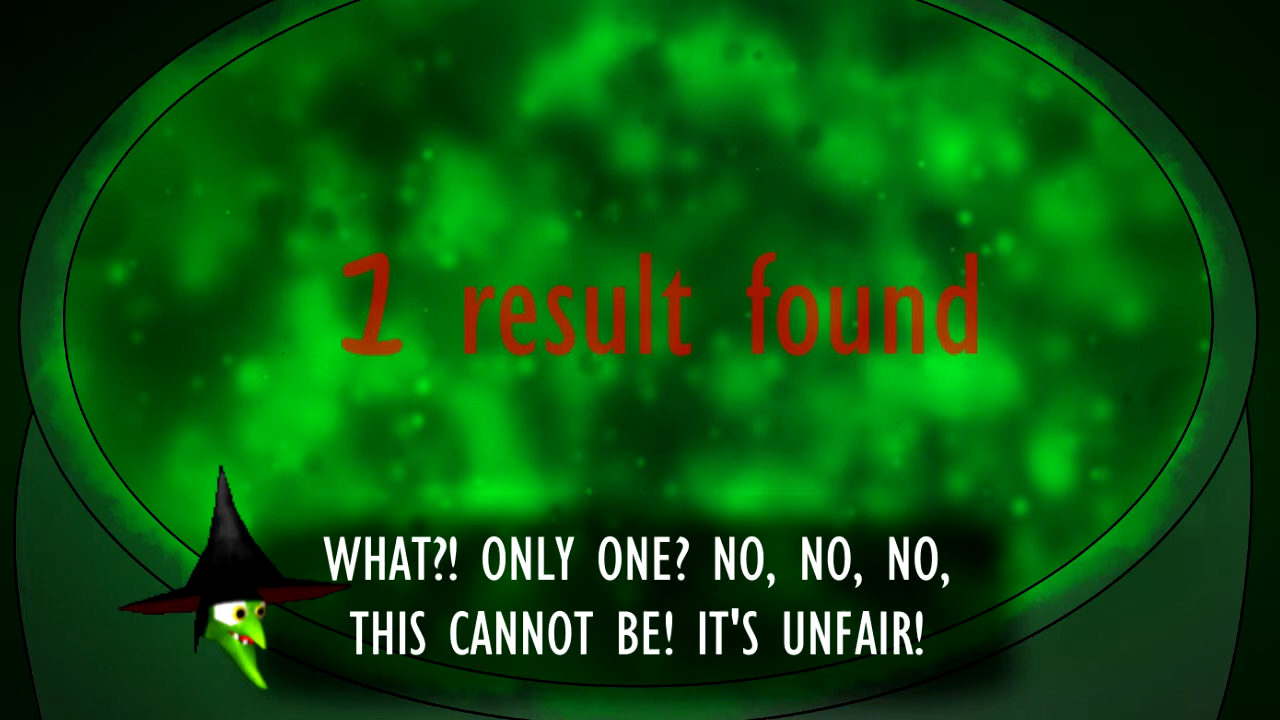 1 result found
WHAT?! ONLY ONE? NO, NO, NO,
THIS CANNOT BE! IT'S UNFAIR!